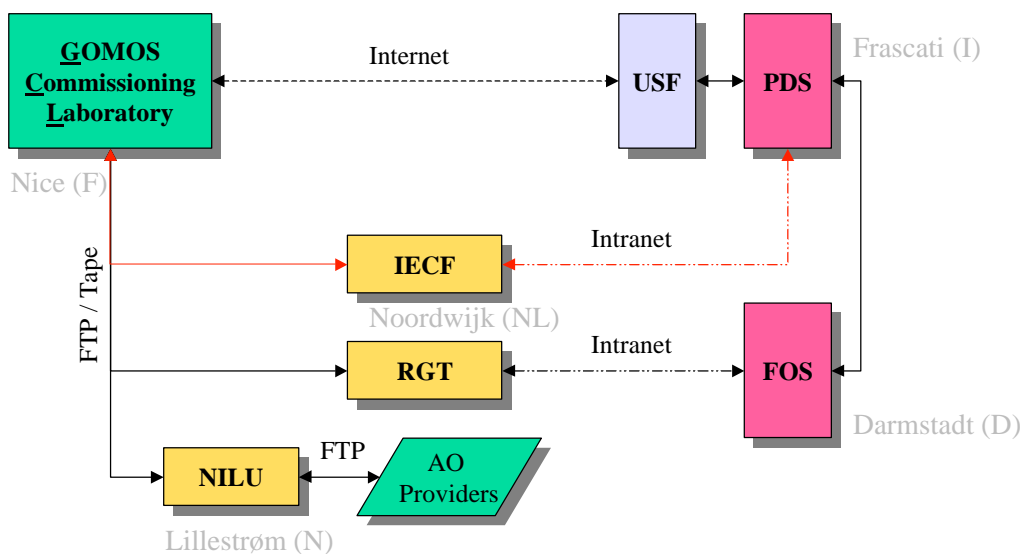 GOMOS
Commissioning
Laboratory
Internet
USF
PDS
Frascati (I)
Nice (F)
FTP / Tape
IECF
Intranet
Noordwijk (NL)
RGT
Intranet
FOS
Darmstadt (D)
NILU
FTP
AO
Providers
Lillestrøm (N)